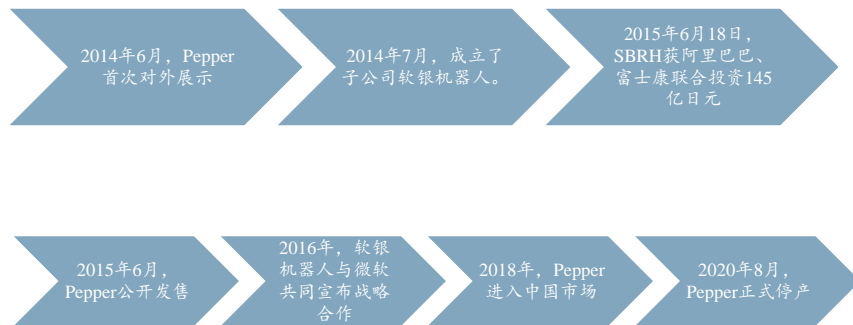 2014年6月，Pepper
首次对外展示
2014年7月，成立了
子公司软银机器人。
2015年6月18日，
SBRH获阿里巴巴、
富士康联合投资145
亿日元
2015年6月，
Pepper公开发售
2016年，软银
机器人与微软
共同宣布战略
合作
2018年，Pepper
进入中国市场
2020年8月，
Pepper正式停产